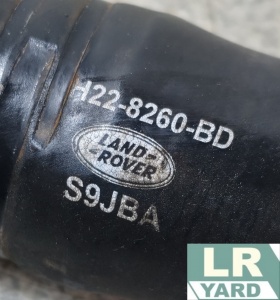 H22-8260-BD
LAND-
ROVER
S9JBA
LR
YARD